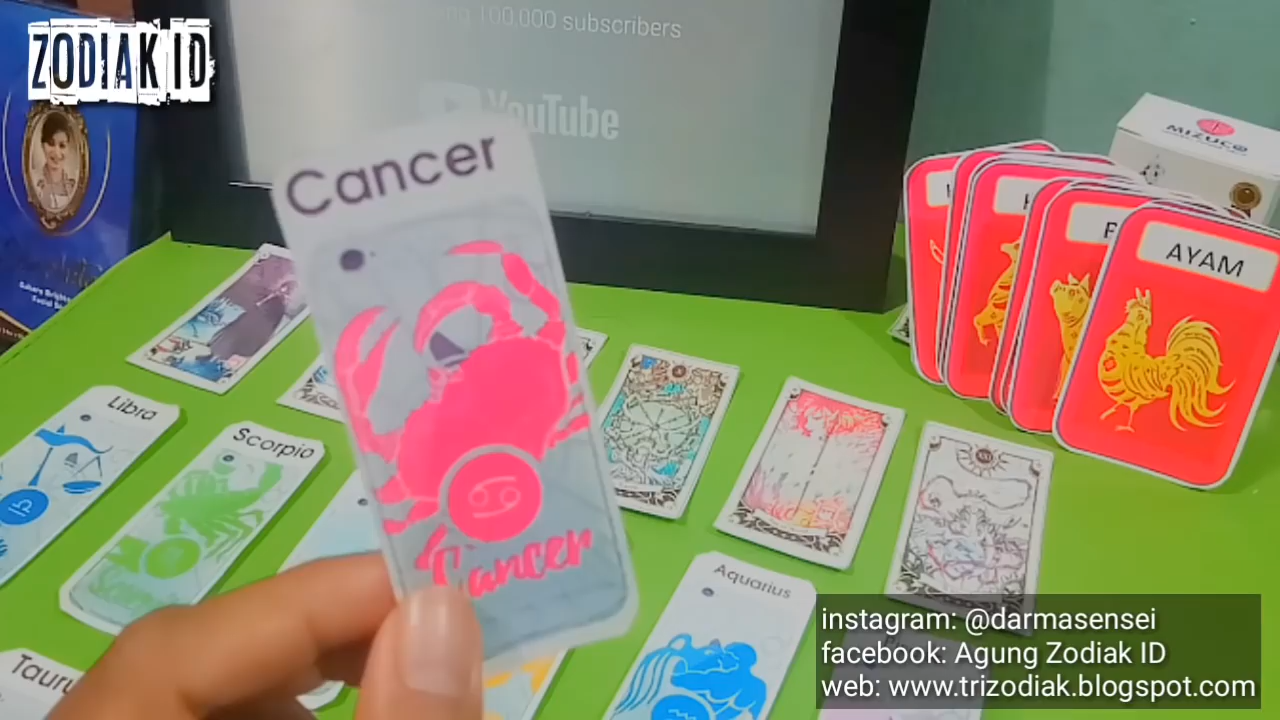 ZODIAK ID
100,000 subscribers
YouTube
Cancer
Cancer
MIZUCO
AYAM
Libra
Scorpio
Aquarius
instagram: @darmasensei
facebook: Agung Zodiak ID
web: www.trizodiak.blogspot.com